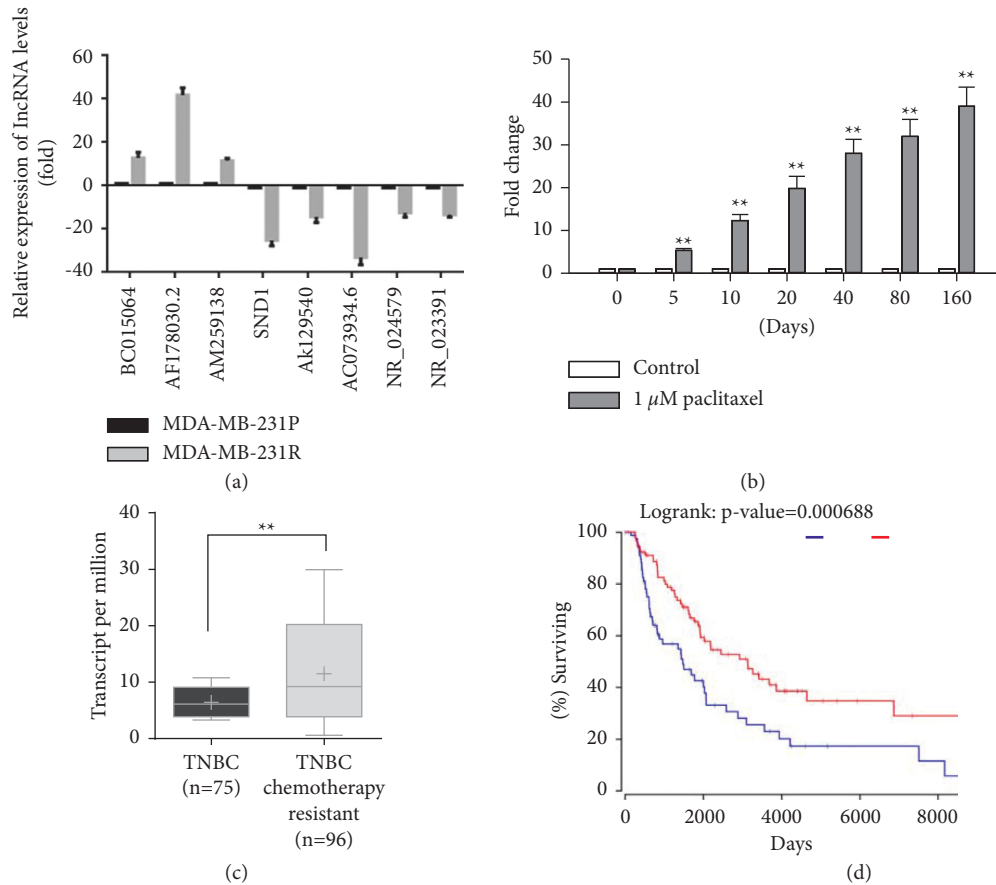 Relative expression of lncRNA levels
(fold)
60
40
20
0
-20
-40
BC015064
AF178030.2
AM259138
SND1
Ak129540
AC073934.6
NR_024579
NR_023391
MDA-MB-231P
MDA-MB-231R
(a)
Fold change
50
40
30
20
10
0
**
**
**
**
**
**
0 5 10 20 40 80 160
(Days)
Control
1 μM paclitaxel
(b)
Transcript per million
40
30
20
10
0
**
TNBC
(n=75)
TNBC
chemotherapy
resistant
(n=96)
(c)
Logrank: p-value=0.000688
(%) Surviving
100
80
60
40
20
0
0 2000 4000 6000 8000
Days
(d)